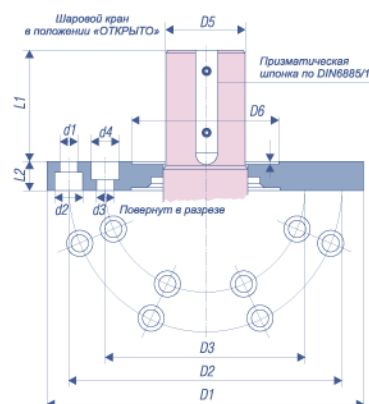 Шаровой кран
в положении «ОТКРЫТО»
D5
Призматическая
шпонка по DIN6885/1
L1
D6
d1
d4
L2
d2
d3
Повернут в разрезе
D3
D2
D1